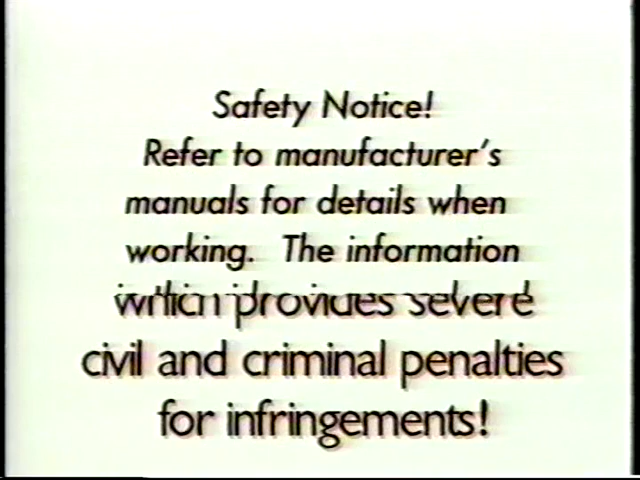 Safety Notice!
Refer to manufacturer's
manuals for details when
working. The information
which provides severe
civil and criminal penalties
for infringements!